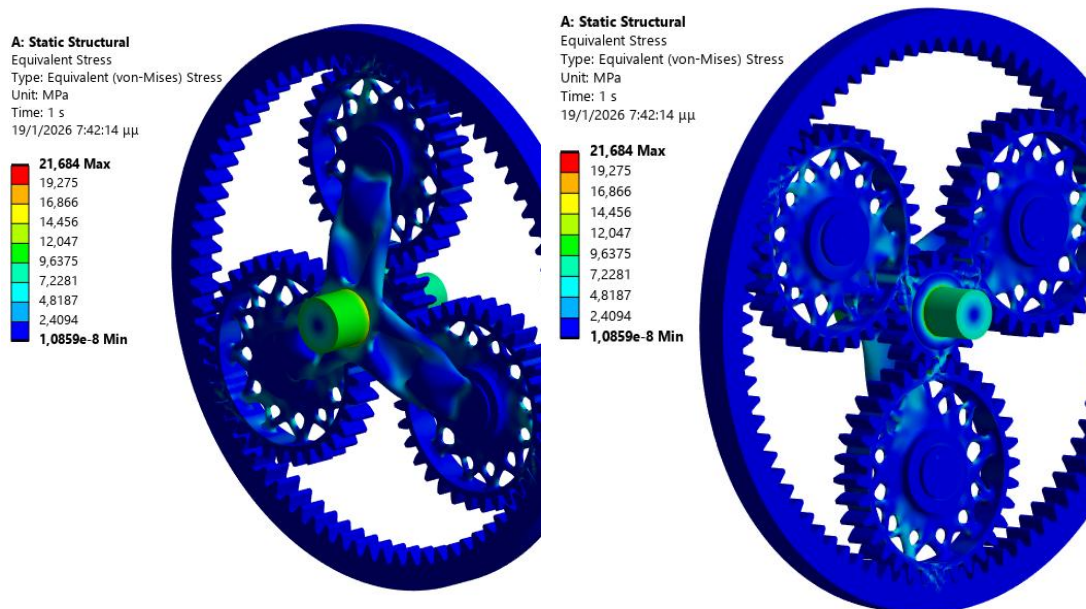 A: Static Structural
Equivalent Stress
Type: Equivalent (von-Mises) Stress
Unit: MPa
Time: 1 s
19/1/2026 7:42:14 μμ
21,684 Max
19,275
16,866
14,456
12,047
9,6375
7,2281
4,8187
2,4094
1,0859e-8 Min
A: Static Structural
Equivalent Stress
Type: Equivalent (von-Mises) Stress
Unit: MPa
Time: 1 s
19/1/2026 7:42:14 μμ
21,684 Max
19,275
16,866
14,456
12,047
9,6375
7,2281
4,8187
2,4094
1,0859e-8 Min